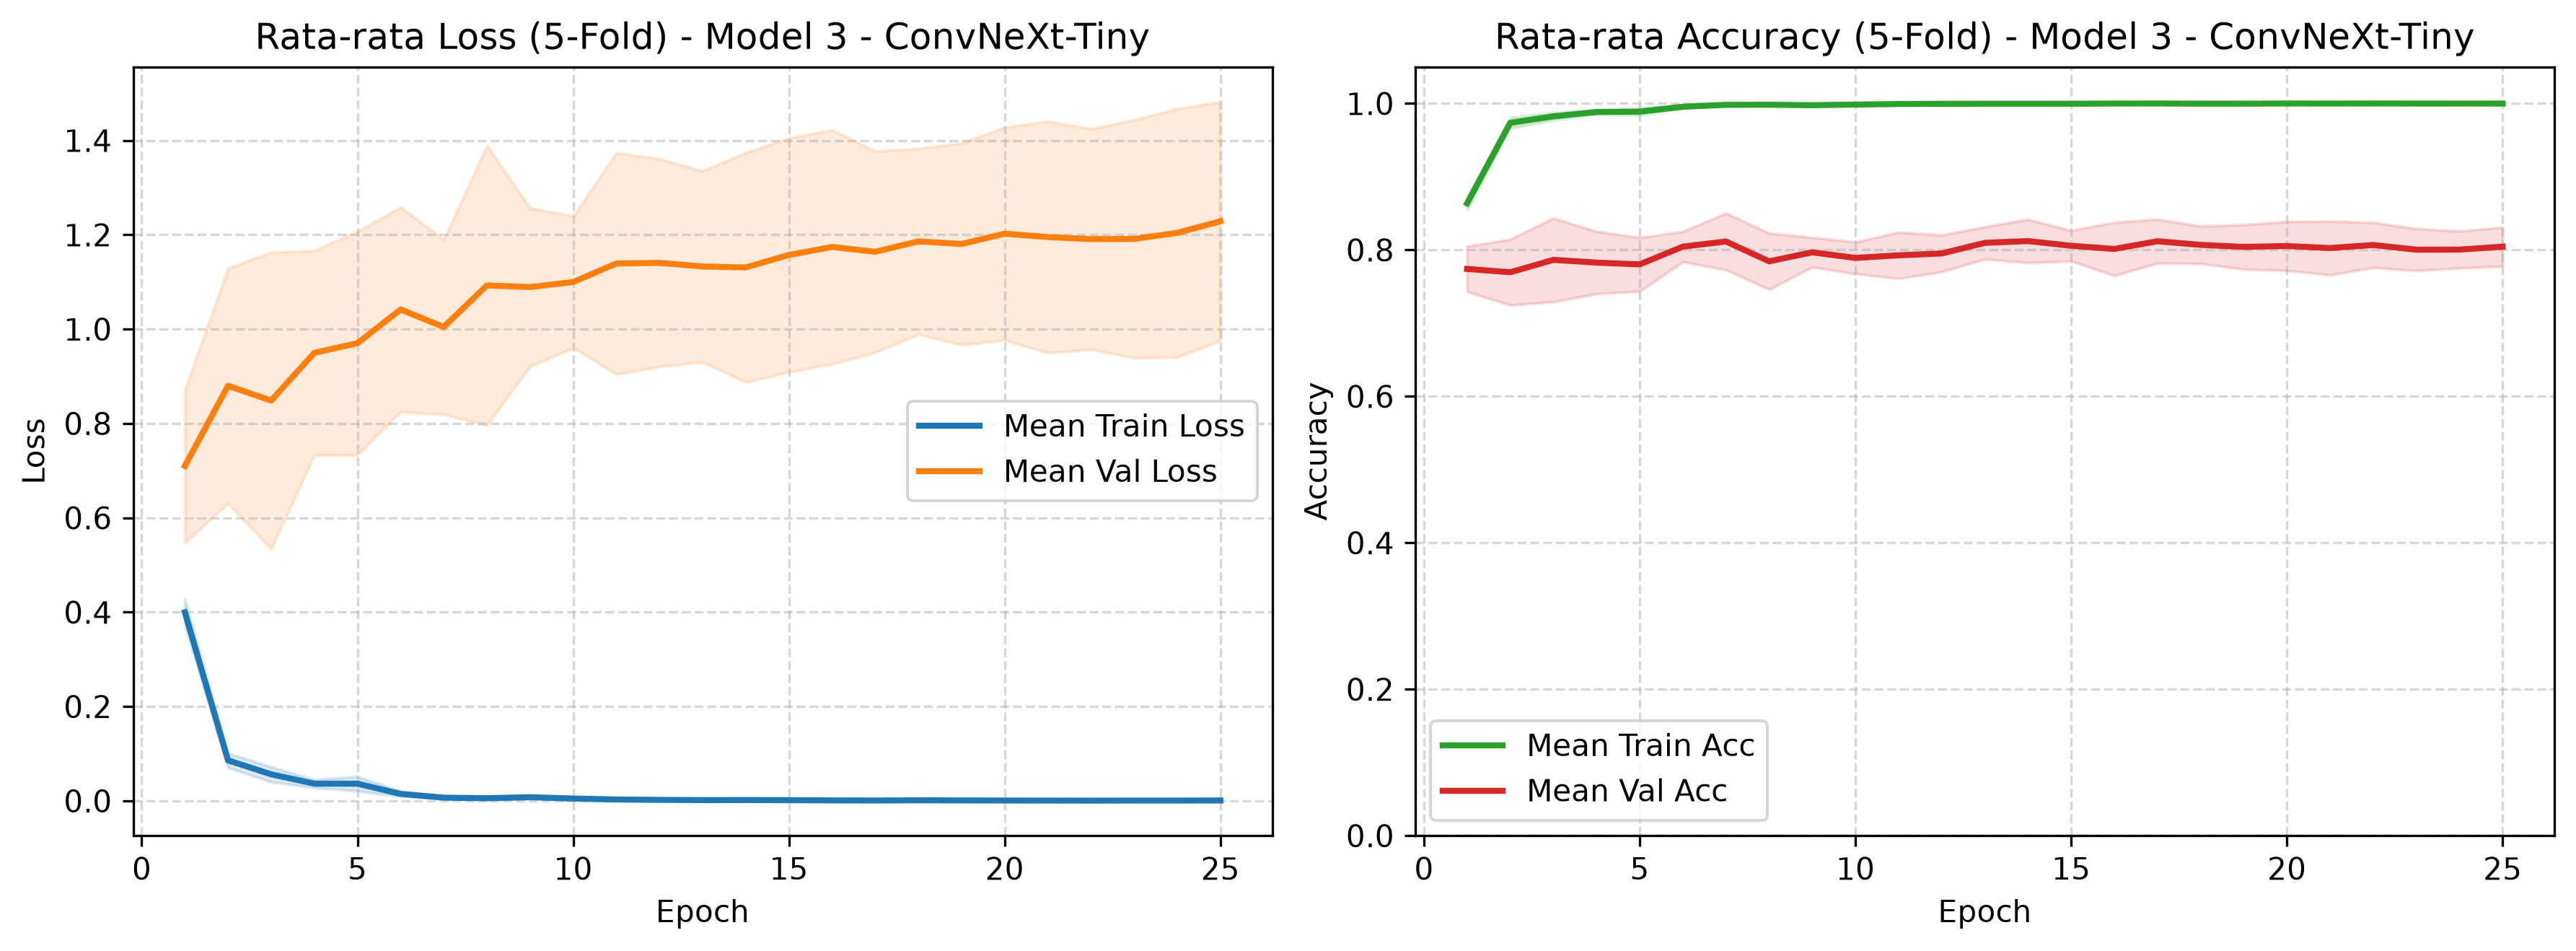 Rata-rata Loss (5-Fold) - Model 3 - ConvNeXt-Tiny
1.4
1.2
1.0
0.8
0.6
0.4
0.2
0.0
Loss
Mean Train Loss
Mean Val Loss
0
5
10
15
20
25
Epoch
Rata-rata Accuracy (5-Fold) - Model 3 - ConvNeXt-Tiny
1.0
0.8
0.6
0.4
0.2
0.0
Accuracy
Mean Train Acc
Mean Val Acc
0
5
10
15
20
25
Epoch